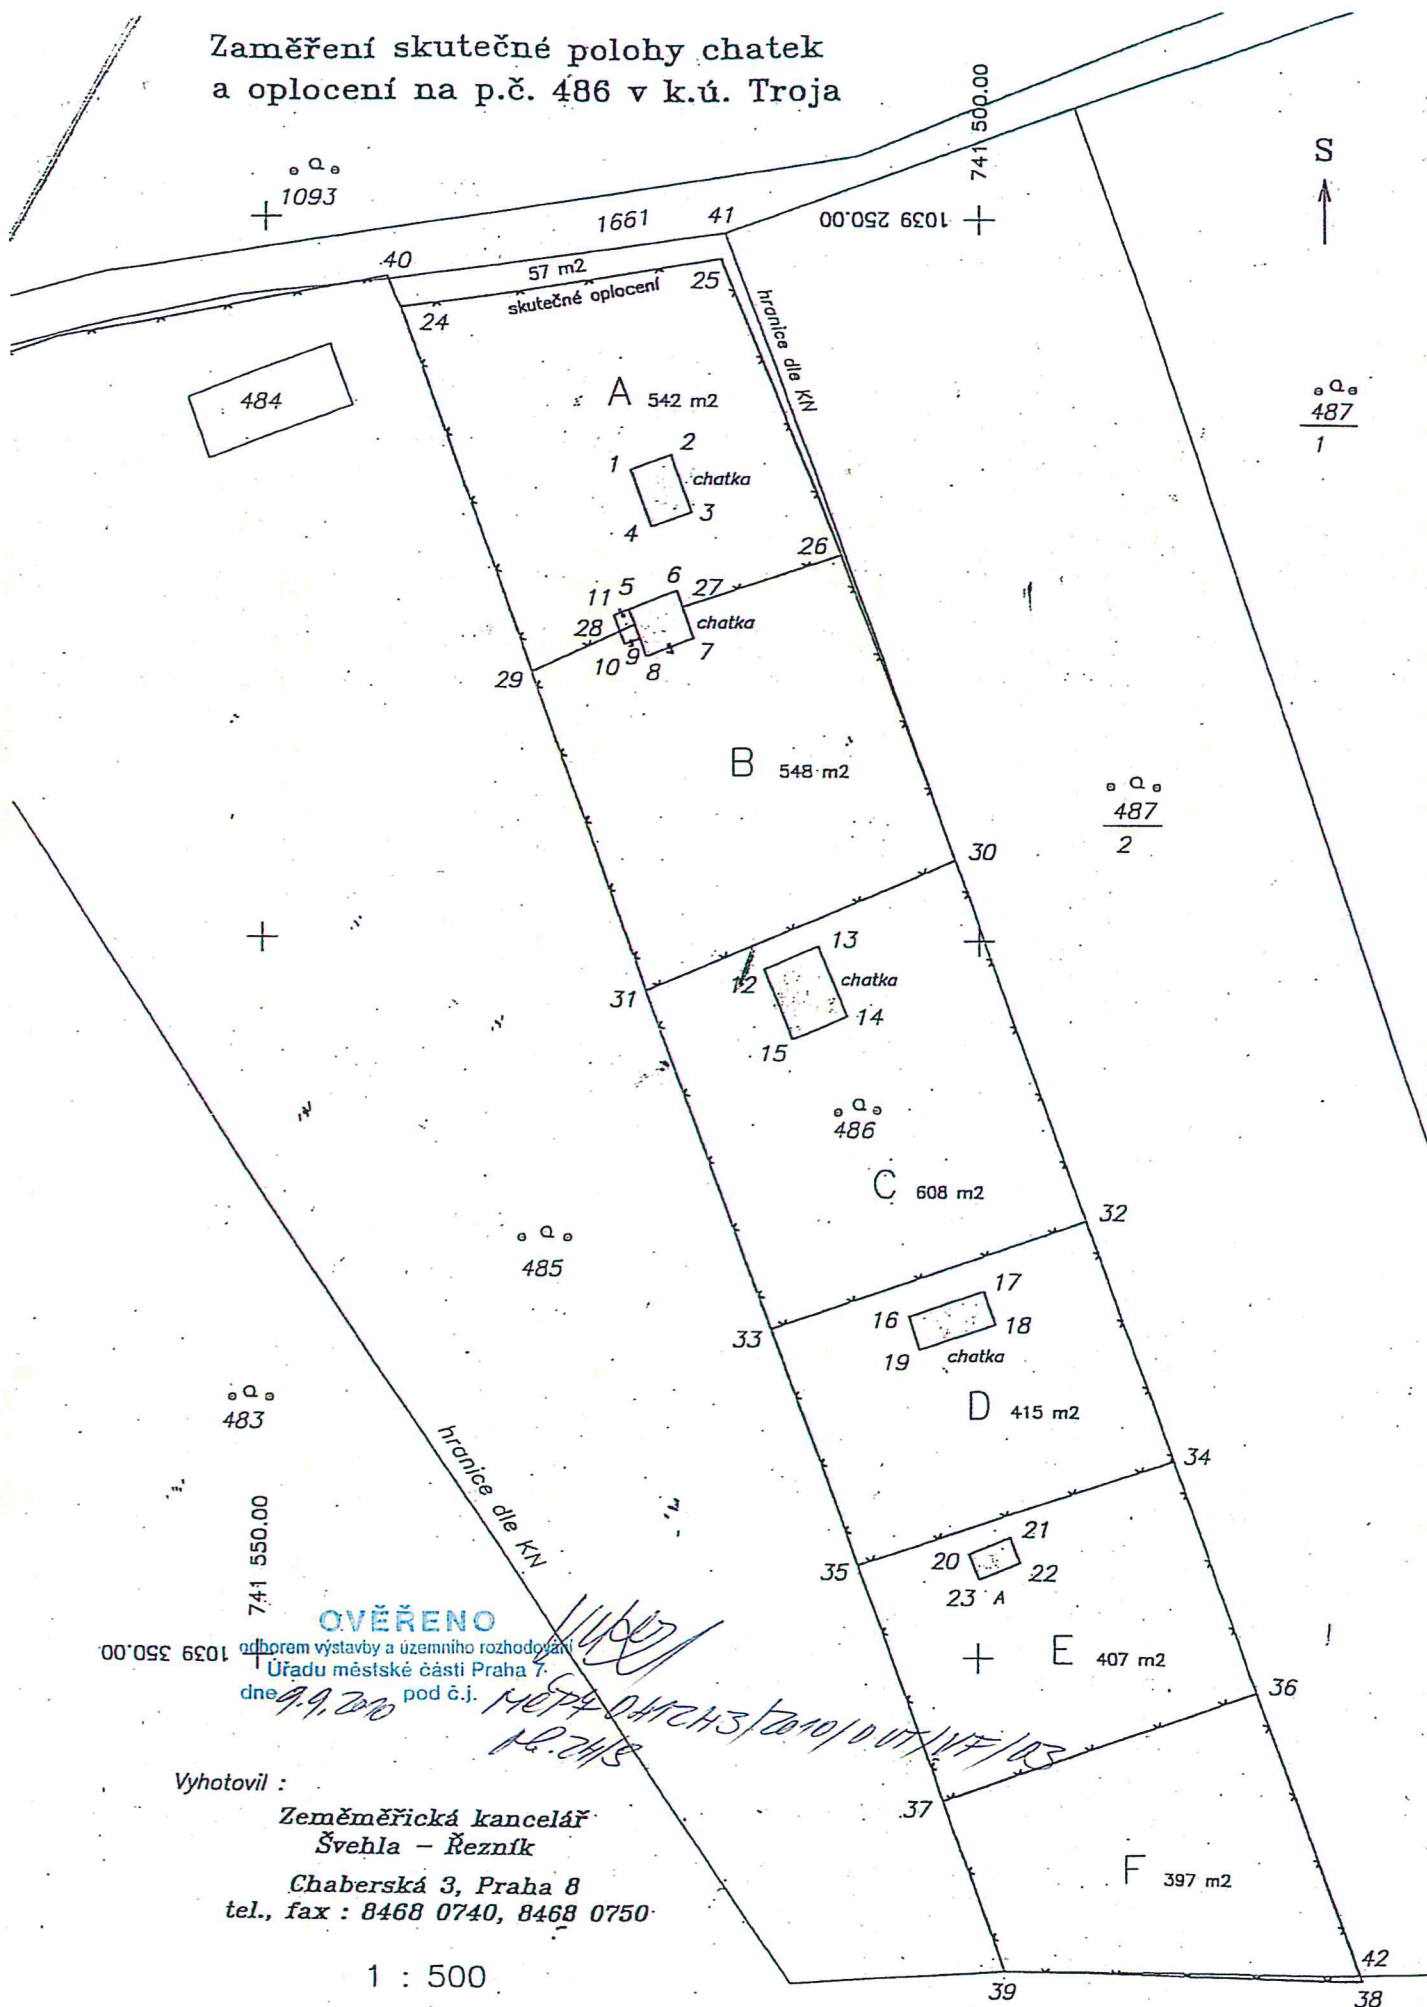 Zaměření skutečné polohy chatek
a oplocení na p.č. 486 v k.ú. Troja
741 500.00
S
1093
1661
41
1039 250.00
40
57 m2
skutečné oplocení
25
24
hranice dle KN
484
A 542 m2
487
1
1
2
chatka
3
4
26
11 5
6
27
28
chatka
10 9
8
7
29
B 548 m2
487
2
30
13
12
chatka
31
14
15
486
C 608 m2
32
485
17
16
18
33
19
chatka
483
D 415 m2
hranice dle KN
34
21
20
22
35
23 A
741 550.00
1039 350.00
OVĚŘENO
odborem výstavby a územního rozhodování
Úřadu městské části Praha 7
dne 9.9.2010 pod č.j.
E 407 m2
36
Vyhotovil :
37
Zeměměřická kancelář
Švehla – Řezník
Chaberská 3, Praha 8
tel., fax : 8468 0740, 8468 0750
F 397 m2
1 : 500
42
39
38